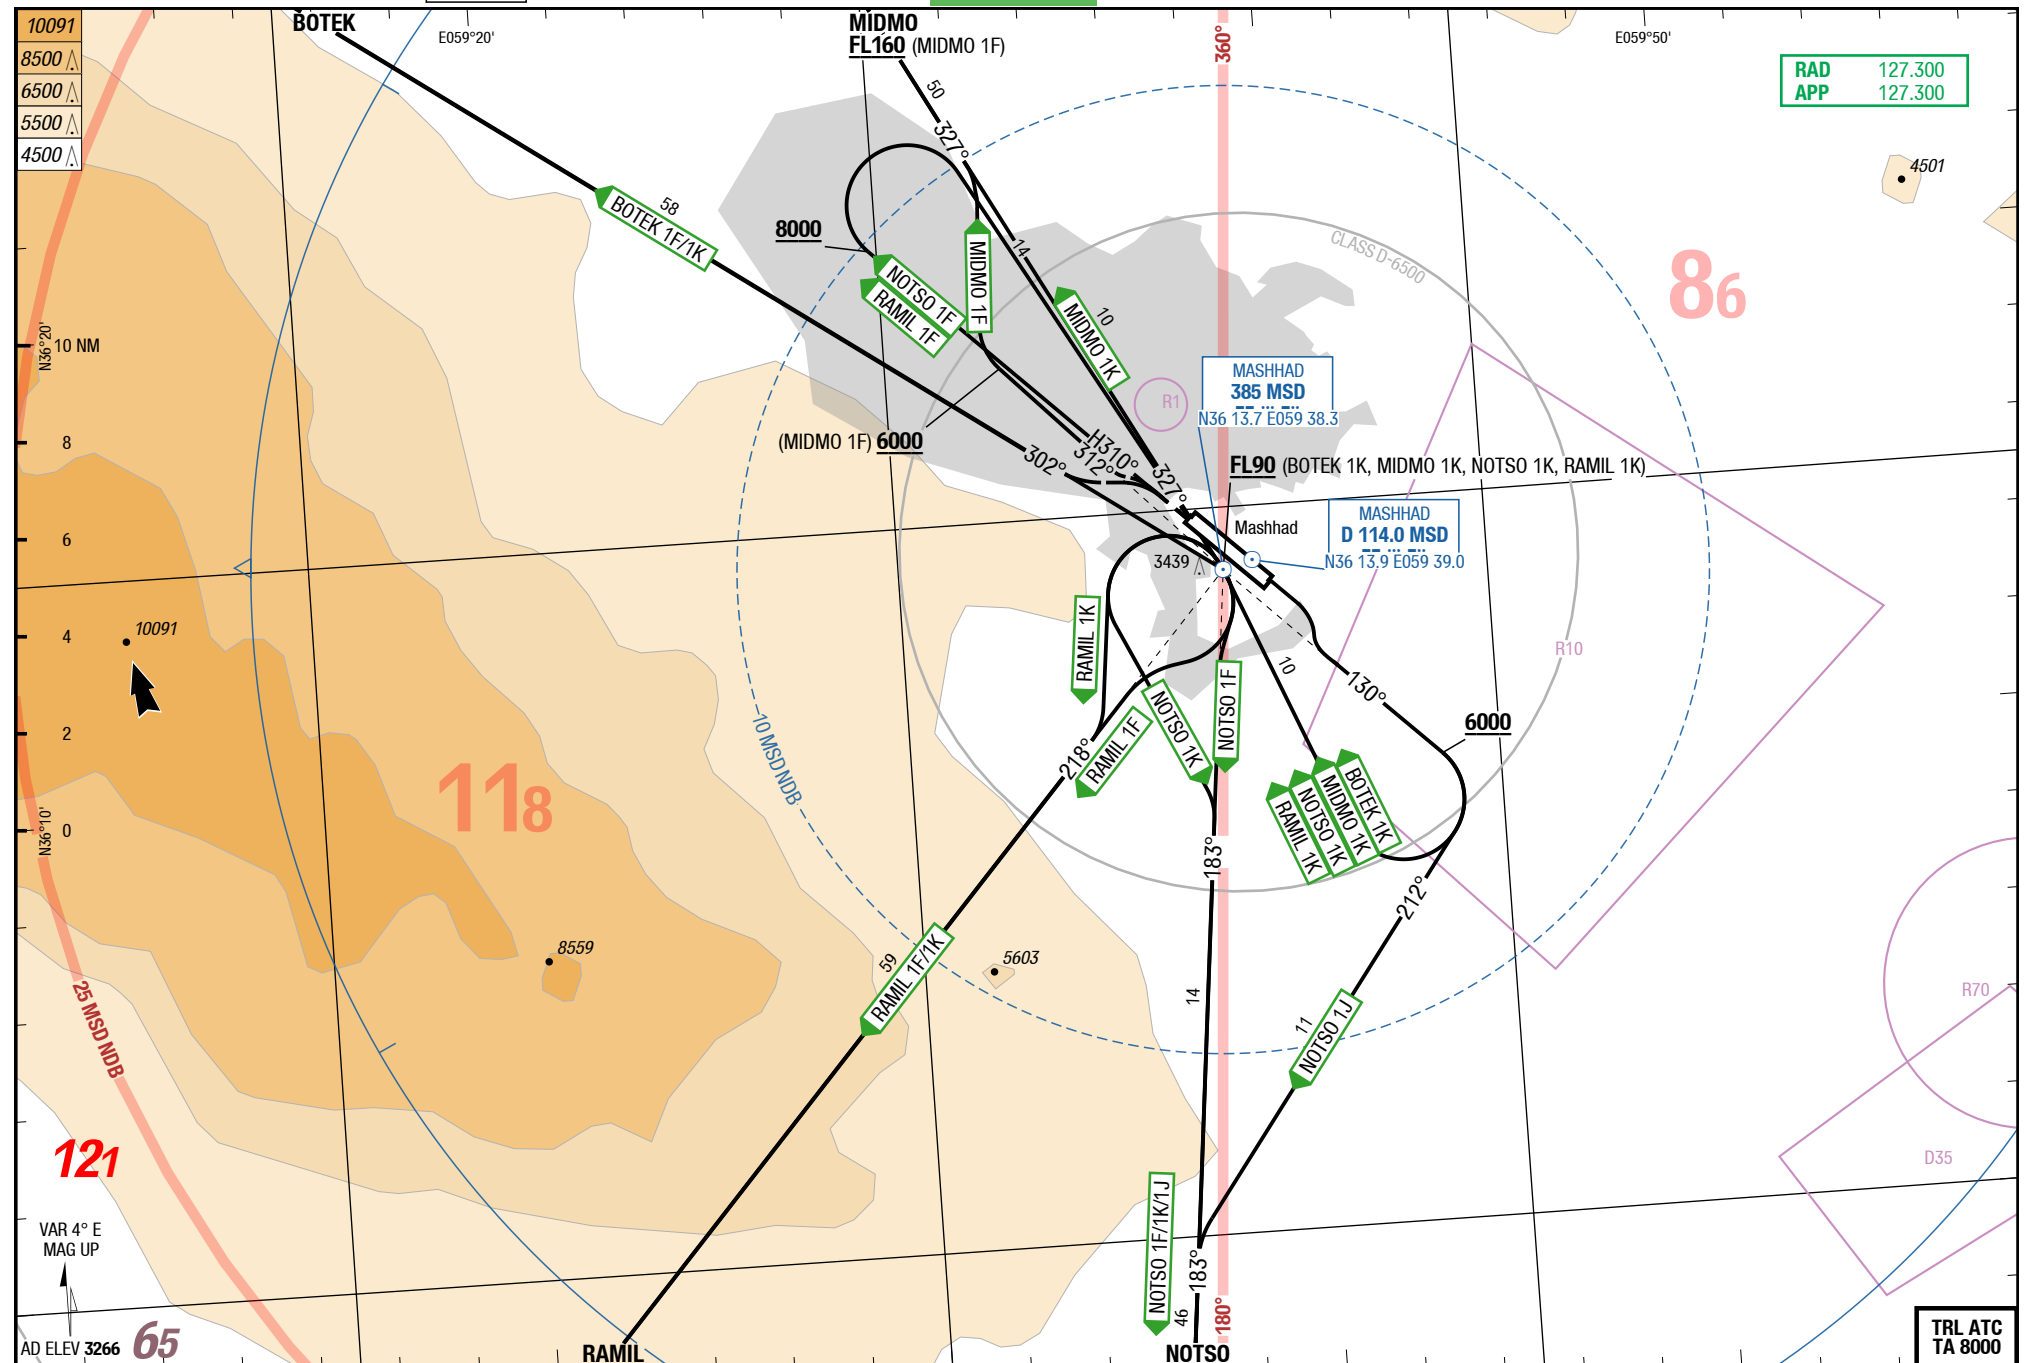 10091
8500
6500
5500
4500
BOTEK
E059°20'
MIDMO
FL160 (MIDMO 1F)
360°
E059°50'
RAD 127.300
APP 127.300
50
327°
4501
58
BOTEK 1F/1K
8000
NOTSO 1F
RAMIL 1F
MIDMO 1F
14
10
MIDMO 1K
CLASS D-6500
86
N36°20'
10 NM
R1
MASHHAD
385 MSD
N36 13.7 E059 38.3
8
(MIDMO 1F) 6000
302°
H310°
312°
327°
FL90 (BOTEK 1K, MIDMO 1K, NOTSO 1K, RAMIL 1K)
MASHHAD
D 114.0 MSD
N36 13.9 E059 39.0
Mashhad
6
3439
10091
4
RAMIL 1K
NOTSO 1K
NOTSO 1F
10
130°
R10
6000
2
10 MSD NDB
218°
RAMIL 1F
118
RAMIL 1K
NOTSO 1K
MIDMO 1K
BOTEK 1K
N36°10'
0
183°
212°
8559
59
RAMIL 1F/1K
5603
14
11
NOTSO 1J
R70
25 MSD NDB
121
D35
VAR 4° E
MAG UP
NOTSO 1F/1K/1J
183°
46
180°
AD ELEV 3266
65
RAMIL
NOTSO
TRL ATC
TA 8000